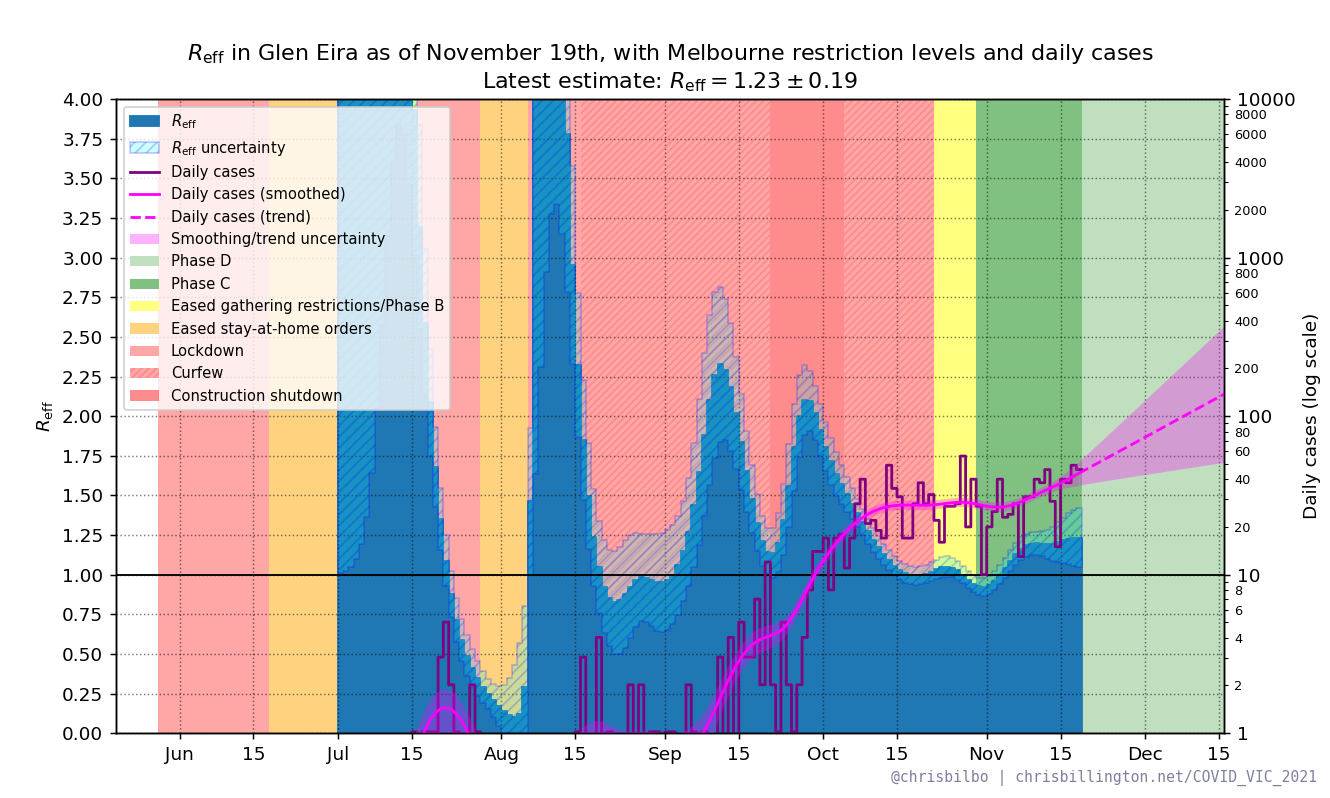 R_eff in Glen Eira as of November 19th, with Melbourne restriction levels and daily cases
Latest estimate: R_eff = 1.23 ± 0.19
4.00
3.75
3.50
3.25
3.00
2.75
2.50
2.25
2.00
1.75
1.50
1.25
1.00
0.75
0.50
0.25
0.00
R_eff
R_eff
R_eff uncertainty
Daily cases
Daily cases (smoothed)
Daily cases (trend)
Smoothing/trend uncertainty
Phase D
Phase C
Eased gathering restrictions/Phase B
Eased stay-at-home orders
Lockdown
Curfew
Construction shutdown
10000
8000
6000
4000
2000
1000
800
600
400
200
100
80
60
40
20
10
8
6
4
2
1
Daily cases (log scale)
Jun 15 Jul 15 Aug 15 Sep 15 Oct 15 Nov 15 Dec 15
@chrisbilbo | chrisbillington.net/COVID_VIC_2021